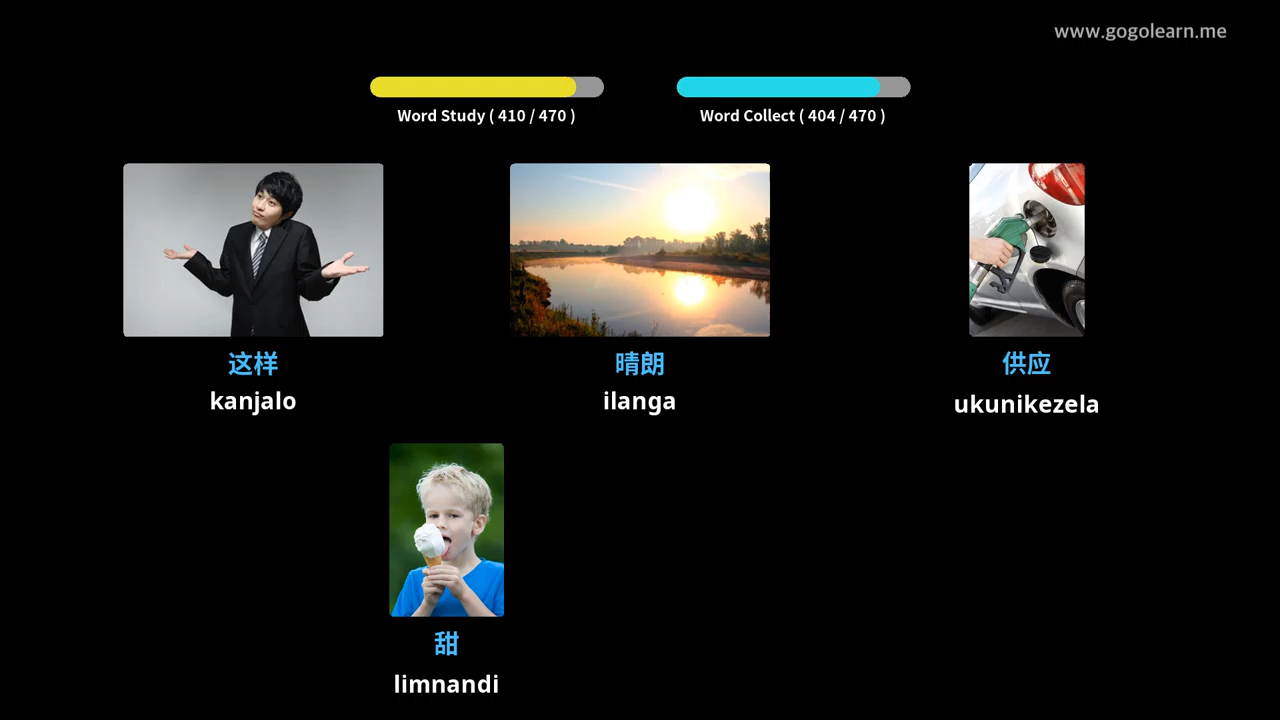 www.gogolearn.me
Word Study ( 410 / 470 )
Word Collect ( 404 / 470 )
这样
kanjalo
晴朗
ilanga
供应
ukunikezela
甜
limnandi